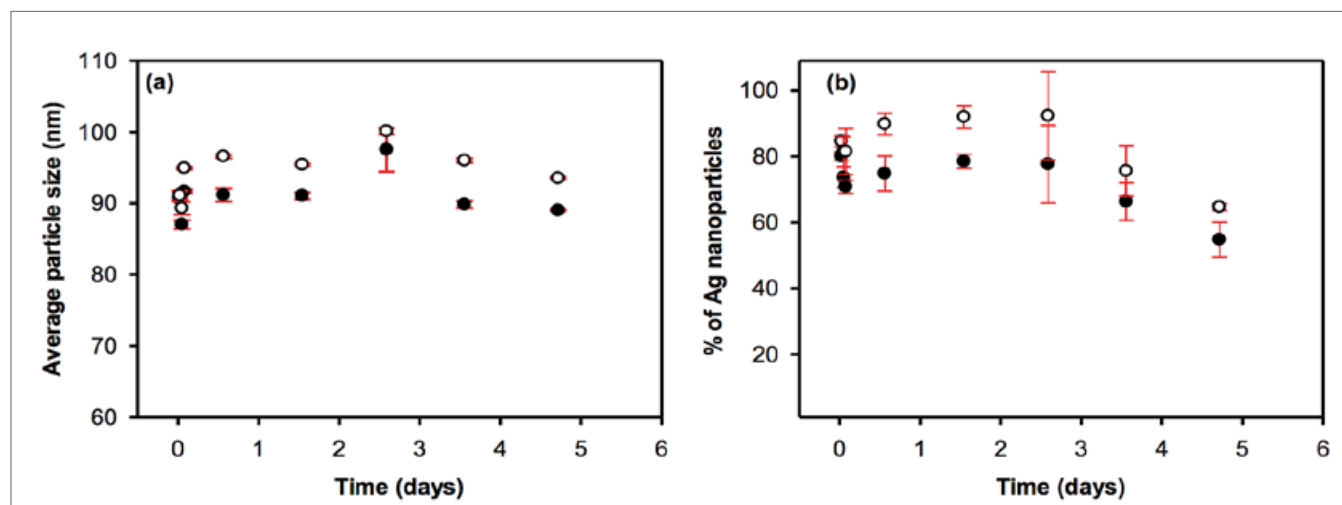 (a)
Average particle size (nm)
110
100
90
80
70
60
0 1 2 3 4 5 6
Time (days)
(b)
% of Ag nanoparticles
100
80
60
40
20
0 1 2 3 4 5 6
Time (days)